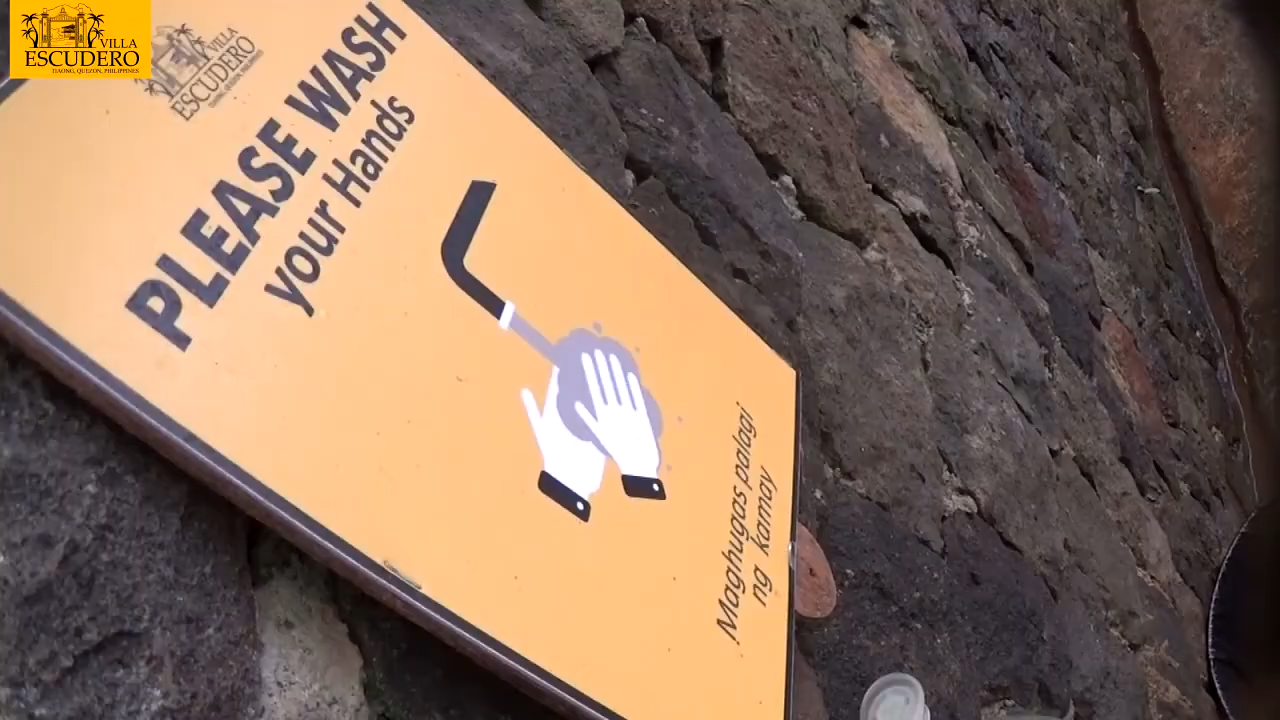 VILLA
ESCUDERO
TIAONG, QUEZON, PHILIPPINES
VILLA
ESCUDERO
PLEASE WASH
your Hands
Maghugas palagi
ng kamay